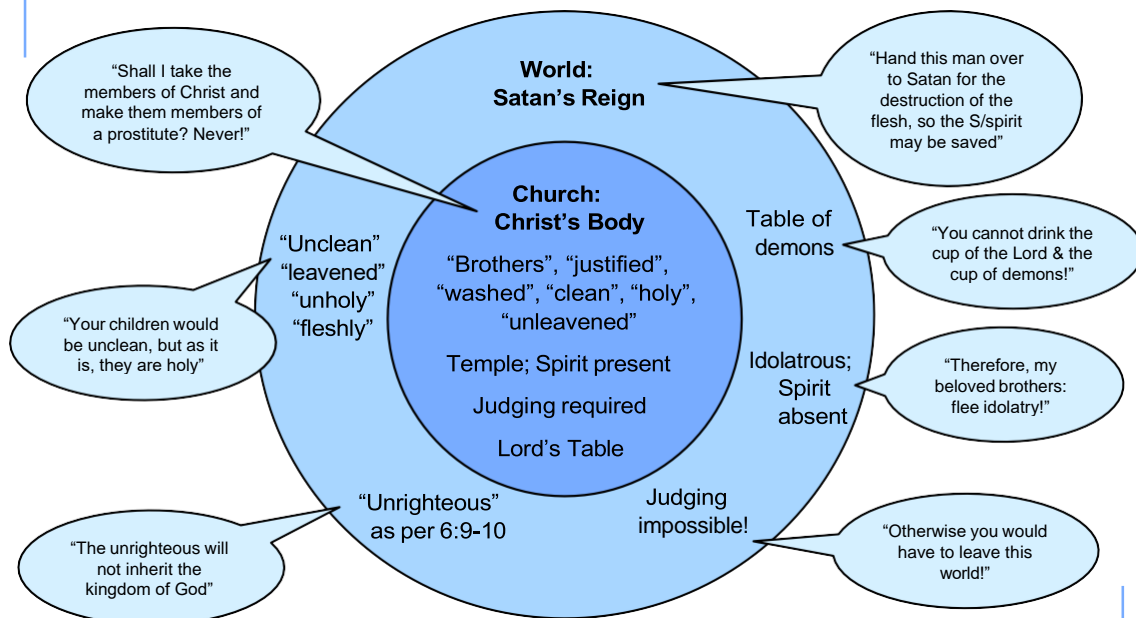 “Shall I take the
members of Christ and
make them members of
a prostitute? Never!”
World:
Satan’s Reign
“Hand this man over
to Satan for the
destruction of the
flesh, so the S/spirit
may be saved”
Church:
Christ’s Body
“Brothers”, “justified”,
“washed”, “clean”, “holy”,
“unleavened”
Temple; Spirit present
Judging required
Lord’s Table
“Unclean”
“leavened”
“unholy”
“fleshly”
Table of
demons
“You cannot drink the
cup of the Lord & the
cup of demons!”
“Your children would
be unclean, but as it
is, they are holy”
Idolatrous;
Spirit
absent
“Therefore, my
beloved brothers:
flee idolatry!”
“Unrighteous”
as per 6:9-10
Judging
impossible!
“The unrighteous will
not inherit the
kingdom of God”
“Otherwise you would
have to leave this
world!”